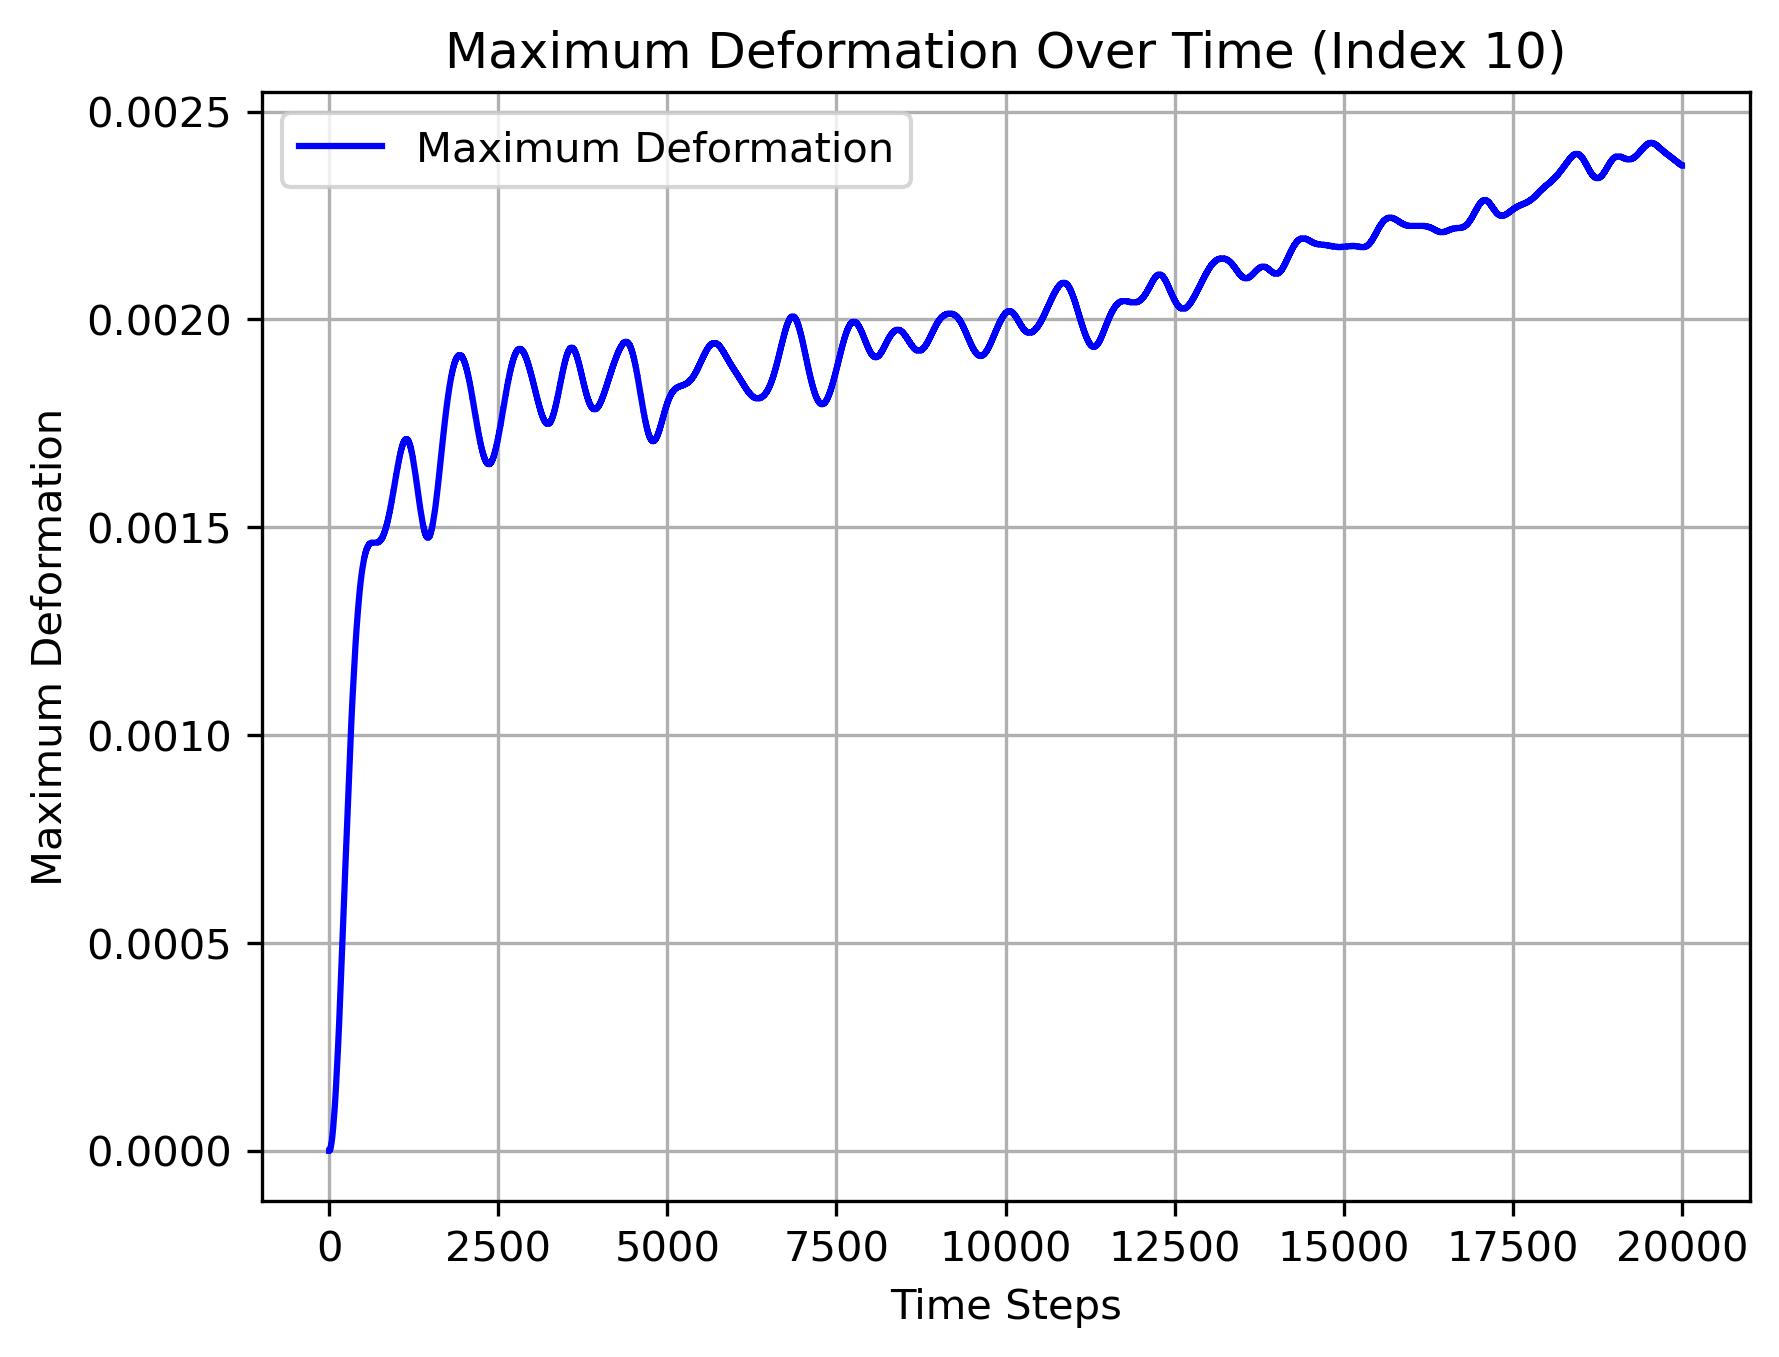 Maximum Deformation Over Time (Index 10)
Maximum Deformation
Maximum Deformation
0.0025
0.0020
0.0015
0.0010
0.0005
0.0000
0 2500 5000 7500 10000 12500 15000 17500 20000
Time Steps